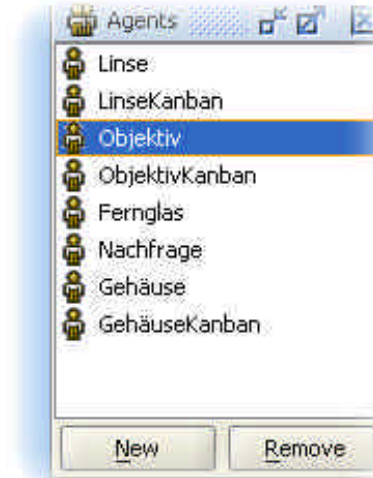 Agents
Linse
LinseKanban
Objektiv
ObjektivKanban
Fernglas
Nachfrage
Gehäuse
GehäuseKanban
New Remove